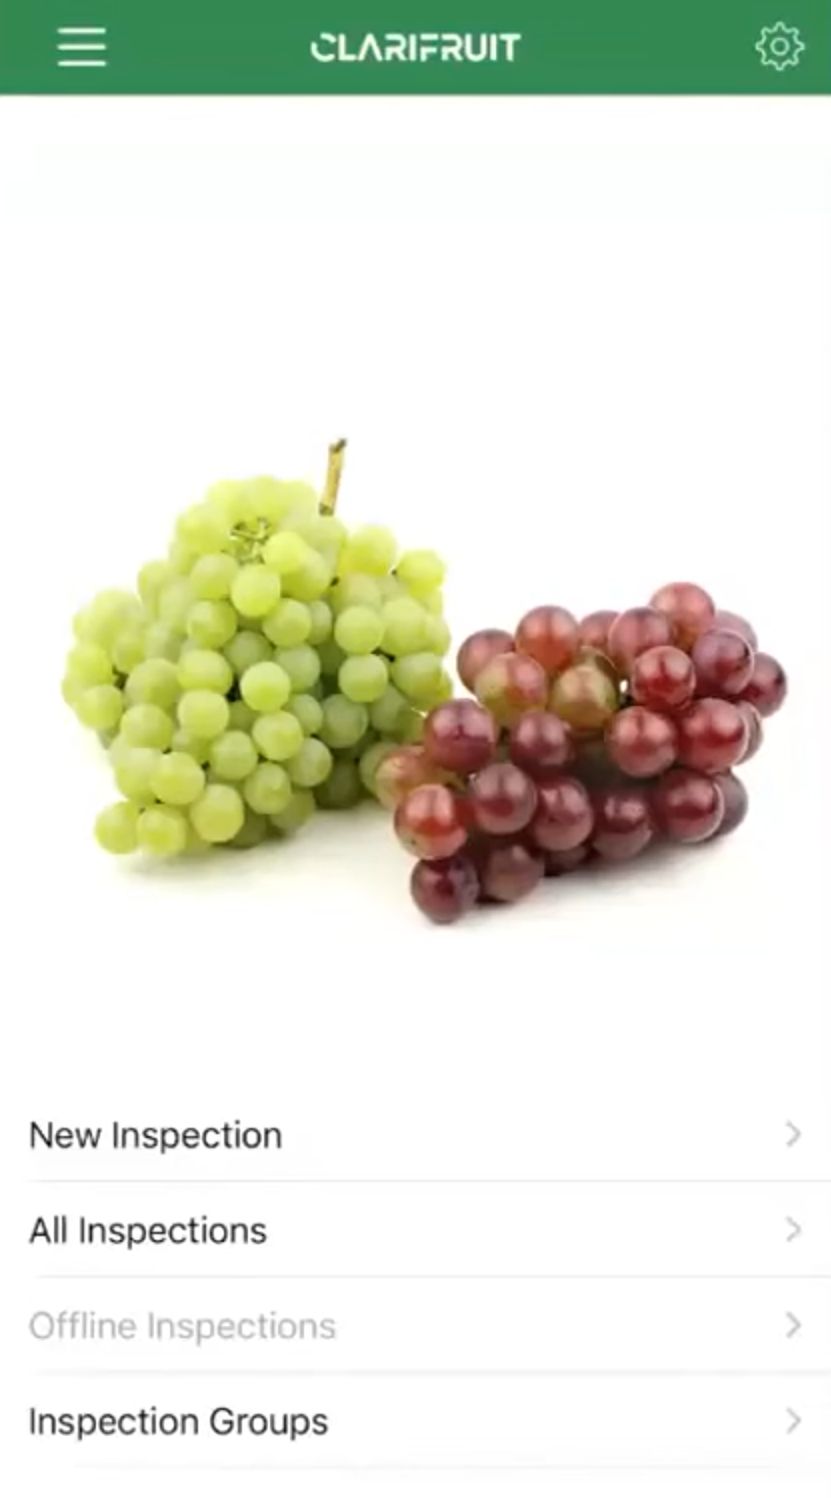 CLARIFRUIT
New Inspection
All Inspections
Offline Inspections
Inspection Groups